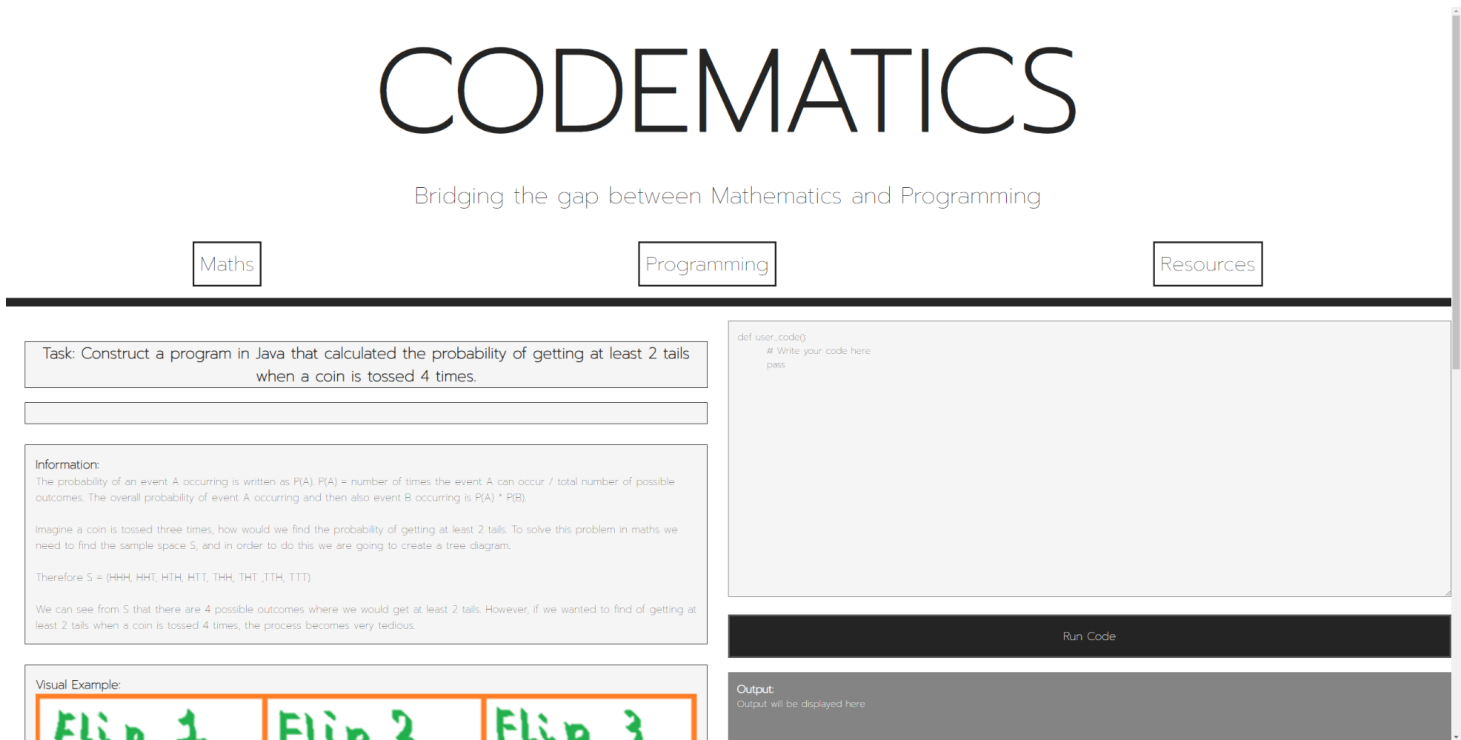 CODEMATICS
Bridging the gap between Mathematics and Programming
Maths
Programming
Resources
Task: Construct a program in Java that calculated the probability of getting at least 2 tails
when a coin is tossed 4 times.
Information:
The probability of an event A occurring is written as P(A). P(A) = number of times the event A can occur / total number of possible
outcomes. The overall probability of event A occurring and then also event B occurring is P(A) * P(B).
Imagine a coin is tossed three times, how would we find the probability of getting at least 2 tails. To solve this problem in maths we
need to find the sample space S, and in order to do this we are going to create a tree diagram.
Therefore S = (HHH, HHT, HTH, HTT, THH, THT ,TTH, TTT)
We can see from S that there are 4 possible outcomes where we would get at least 2 tails. However, if we wanted to find of getting at
least 2 tails when a coin is tossed 4 times, the process becomes very tedious.
Visual Example:
Flip 1
Flip 2
Flip 3
def user_code():
# Write your code here
pass
Run Code
Output:
Output will be displayed here